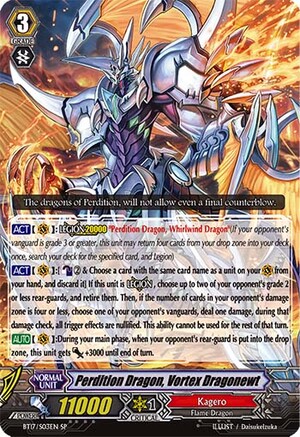 3
GRADE
The dragons of Perdition, will not allow even a final counterblow.
ACT : LEGION 20000 "Perdition Dragon, Whirlwind Dragon"(If your opponent's
vanguard is grade 3 or greater, this unit may return four cards from your drop zone into your deck
once, search your deck for the specified card, and Legion)
ACT : [ 2 & Choose a card with the same card name as a unit on your
from your hand, and discard it] If this unit is LEGION, choose up to two of your opponent's grade 2
or less rear-guards, and retire them. Then, if the number of cards in your opponent's damage
zone is four or less, choose one of your opponent's vanguards, deal one damage, during that
damage check, all trigger effects are nullified. This ability cannot be used for the rest of that turn.
AUTO : During your main phase, when your opponent's rear-guard is put into the drop
zone, this unit gets +3000 until end of turn.
NORMAL UNIT
Perdition Dragon, Vortex Dragonewt
POWER
11000
1
CRITICAL
Kagero
Flame Dragon
BT17/S03EN SP
ILLUST / DaisukeIzuka